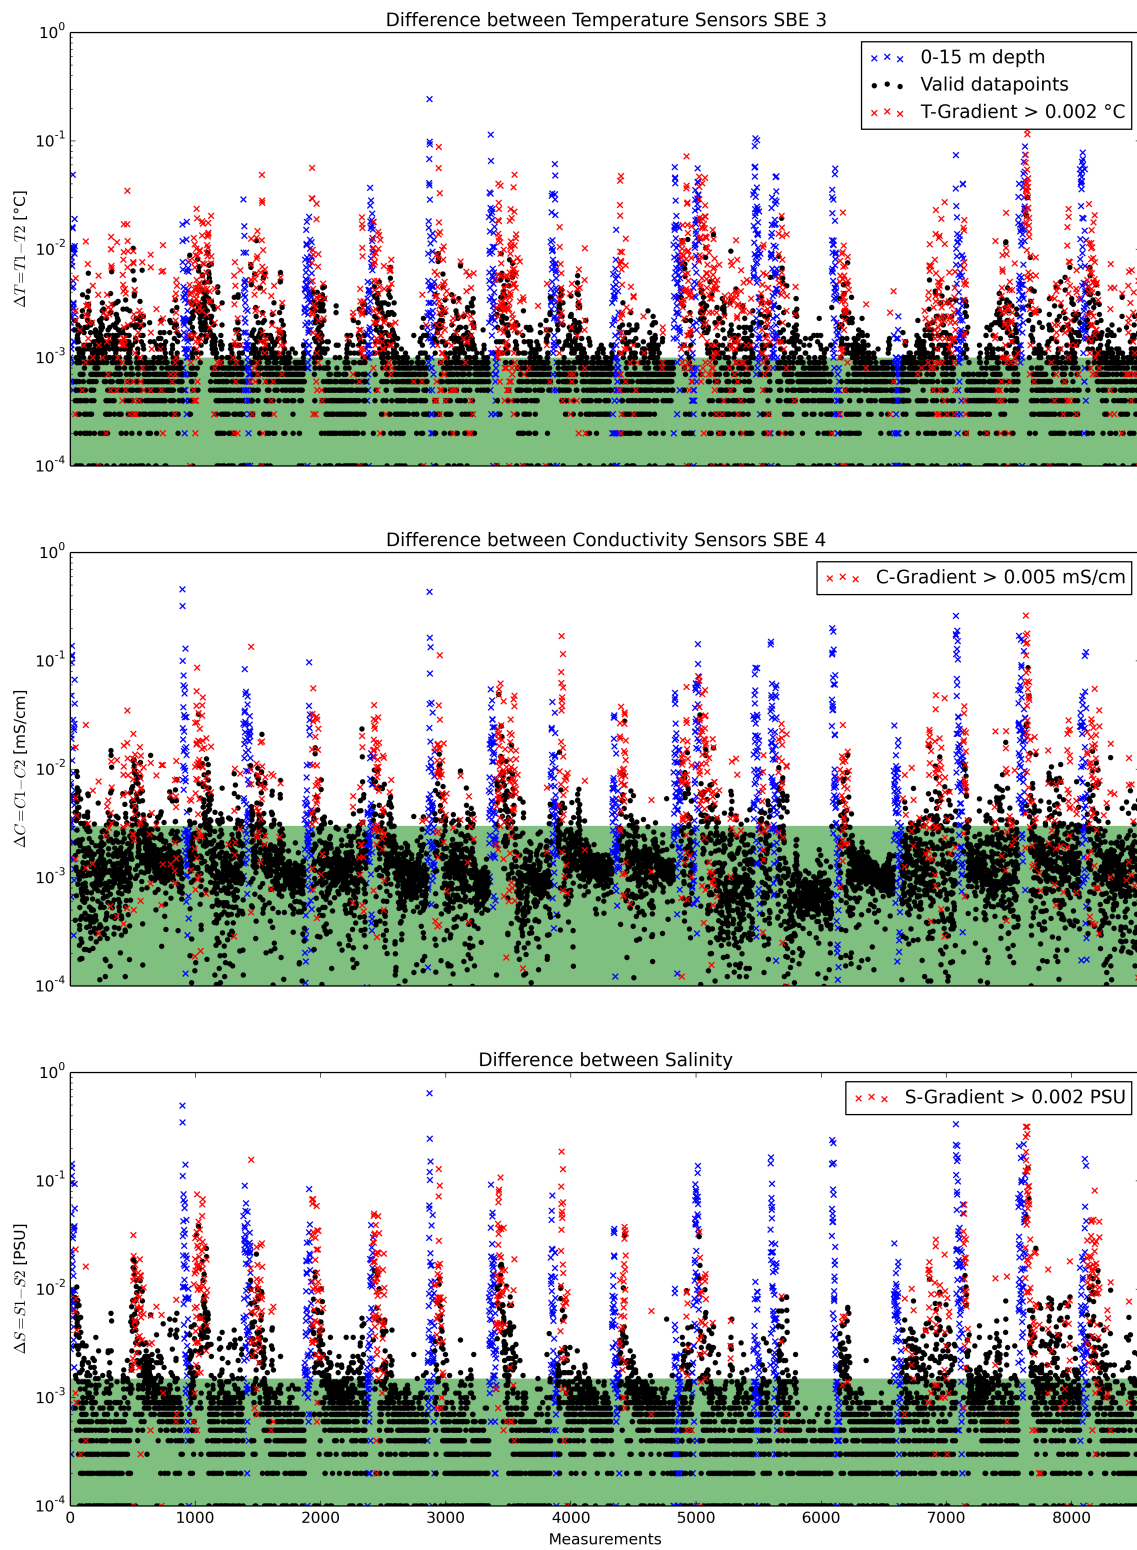 Difference between Temperature Sensors SBE 3
10^0
10^-1
10^-2
10^-3
10^-4
ΔT=T1−T2 [°C]
0-15 m depth
Valid datapoints
T-Gradient > 0.002 °C
Difference between Conductivity Sensors SBE 4
10^0
10^-1
10^-2
10^-3
10^-4
ΔC=C1−C2 [mS/cm]
C-Gradient > 0.005 mS/cm
Difference between Salinity
10^0
10^-1
10^-2
10^-3
10^-4
ΔS=S1−S2 [PSU]
S-Gradient > 0.002 PSU
0 1000 2000 3000 4000 5000 6000 7000 8000
Measurements